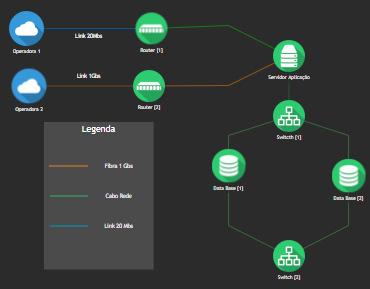 Operadora 1
Link 20Mbs
Router [1]
Servidor Aplicação
Operadora 2
Link 1Gbs
Router [2]
Legenda
Fibra 1 Gbs
Cabo Rede
Link 20 Mbs
Switcth [1]
Data Base [1]
Data Base [2]
Switch [2]